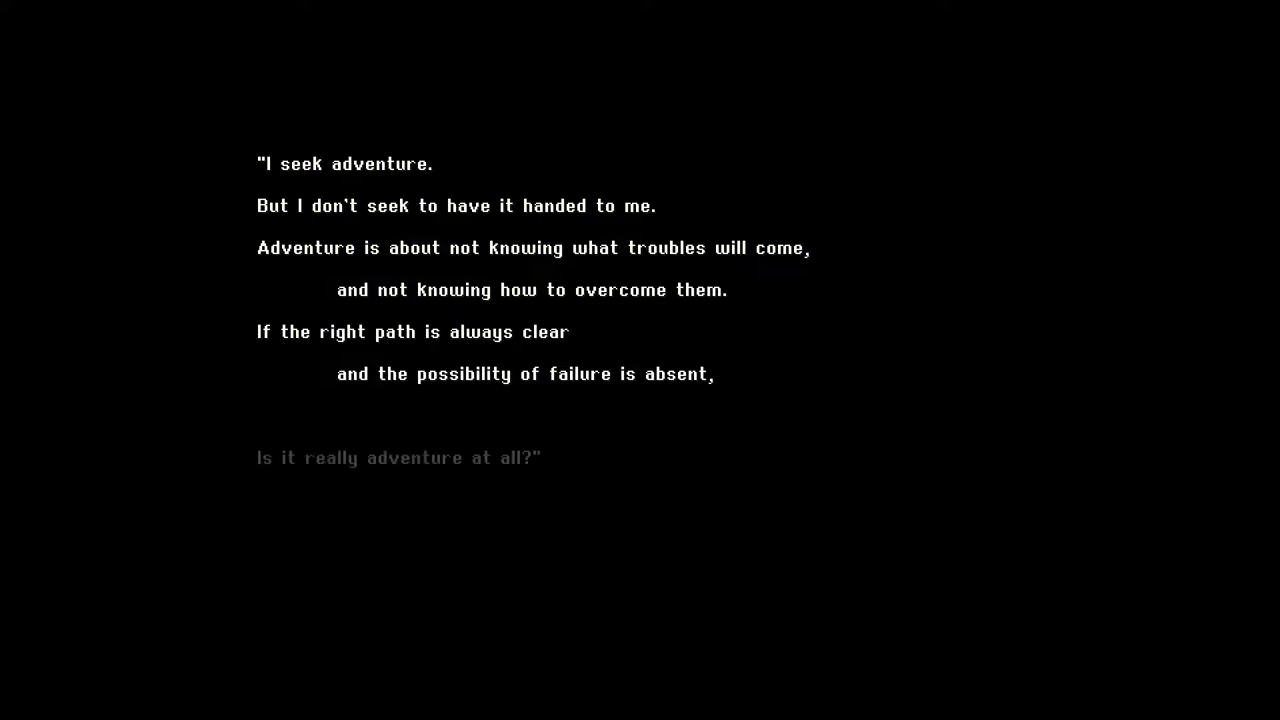 "I seek adventure.
But I don't seek to have it handed to me.
Adventure is about not knowing what troubles will come,
and not knowing how to overcome them.
If the right path is always clear
and the possibility of failure is absent,
Is it really adventure at all?"